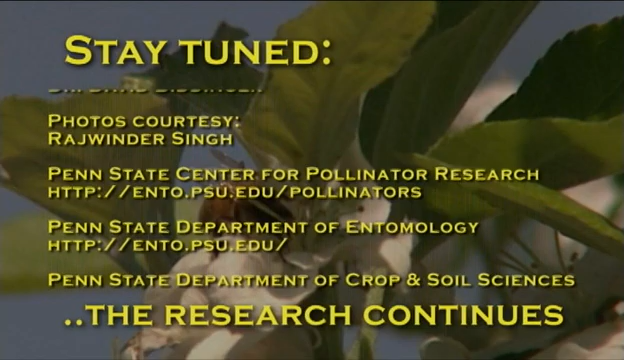 STAY TUNED:
PHOTOS COURTESY:
RAJWINDER SINGH
PENN STATE CENTER FOR POLLINATOR RESEARCH
HTTP://ENTO.PSU.EDU/POLLINATORS
PENN STATE DEPARTMENT OF ENTOMOLOGY
HTTP://ENTO.PSU.EDU/
PENN STATE DEPARTMENT OF CROP & SOIL SCIENCES
..THE RESEARCH CONTINUES